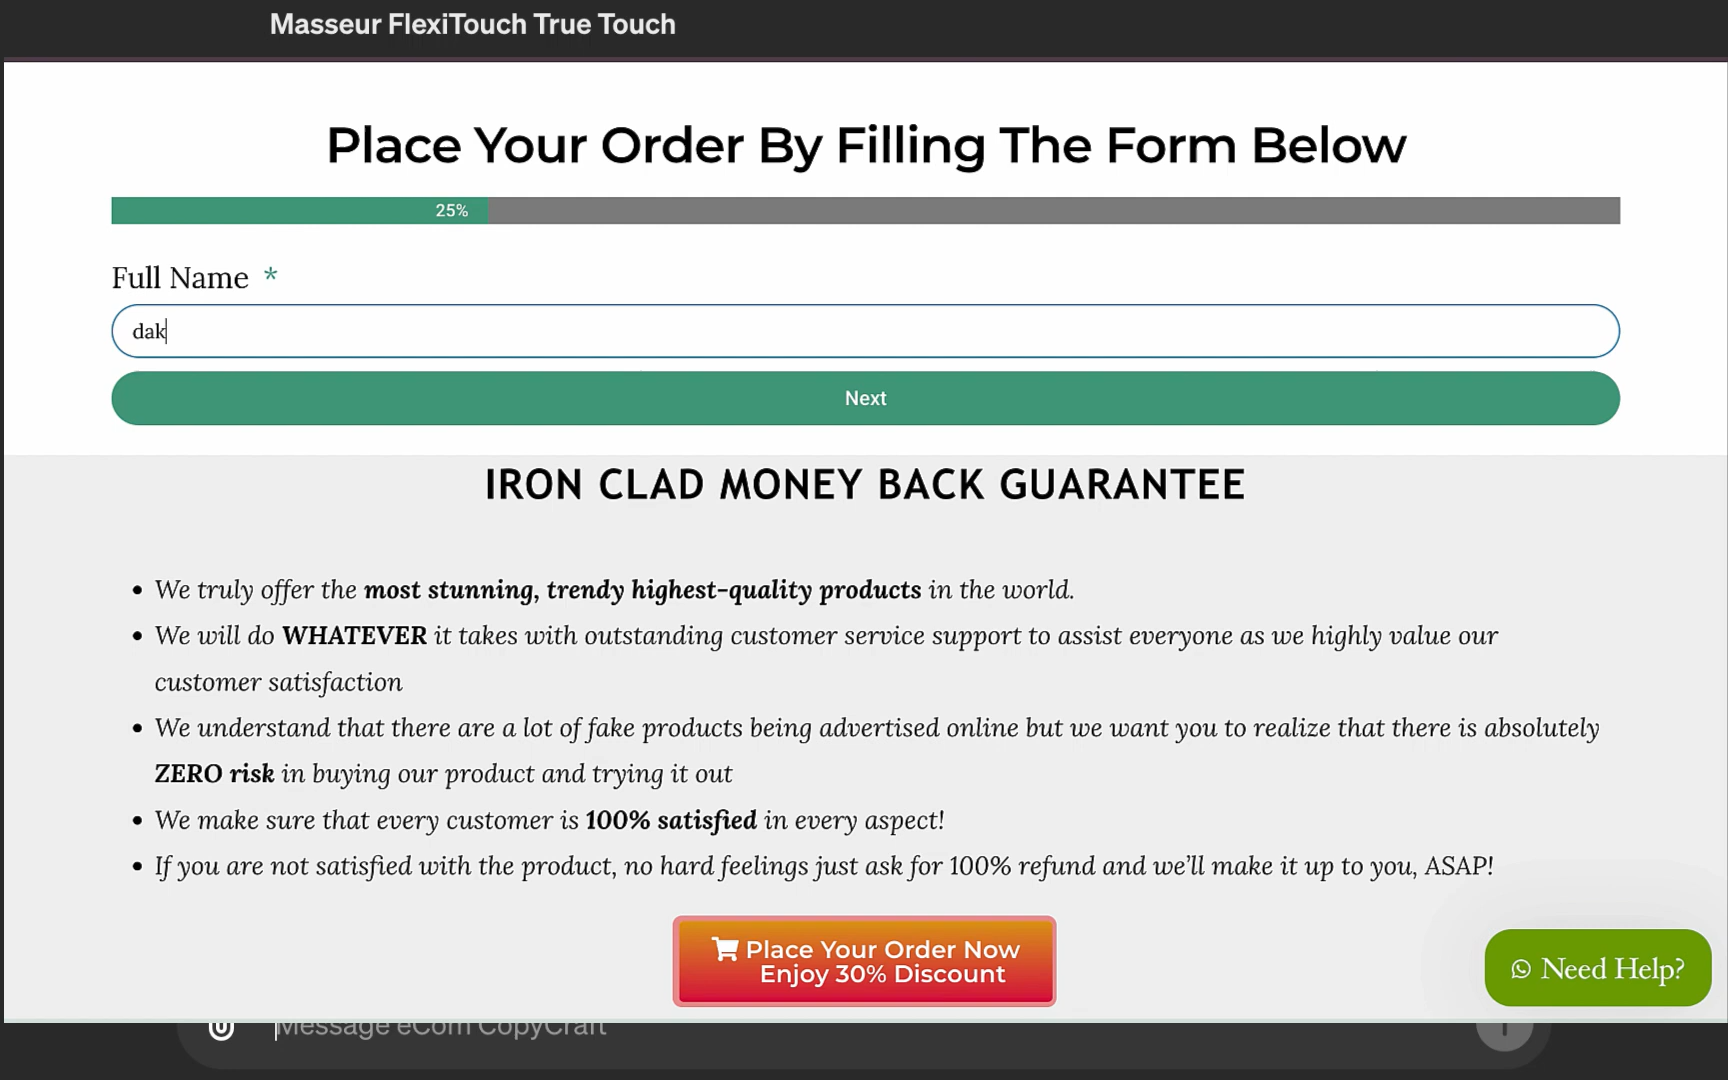 Masseur FlexiTouch True Touch
Place Your Order By Filling The Form Below
25%
Full Name *
dak
Next
IRON CLAD MONEY BACK GUARANTEE
• We truly offer the most stunning, trendy highest-quality products in the world.
• We will do WHATEVER it takes with outstanding customer service support to assist everyone as we highly value our
customer satisfaction
• We understand that there are a lot of fake products being advertised online but we want you to realize that there is absolutely
ZERO risk in buying our product and trying it out
• We make sure that every customer is 100% satisfied in every aspect!
• If you are not satisfied with the product, no hard feelings just ask for 100% refund and we’ll make it up to you, ASAP!
Place Your Order Now
Enjoy 30% Discount
Need Help?
Message eCom CopyCraft